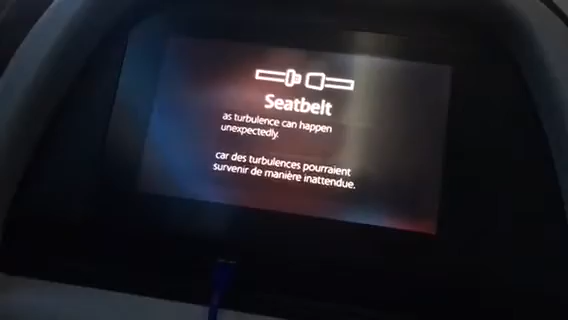 Seatbelt
as turbulence can happen
unexpectedly.
car des turbulences pourraient
survenir de manière inattendue.